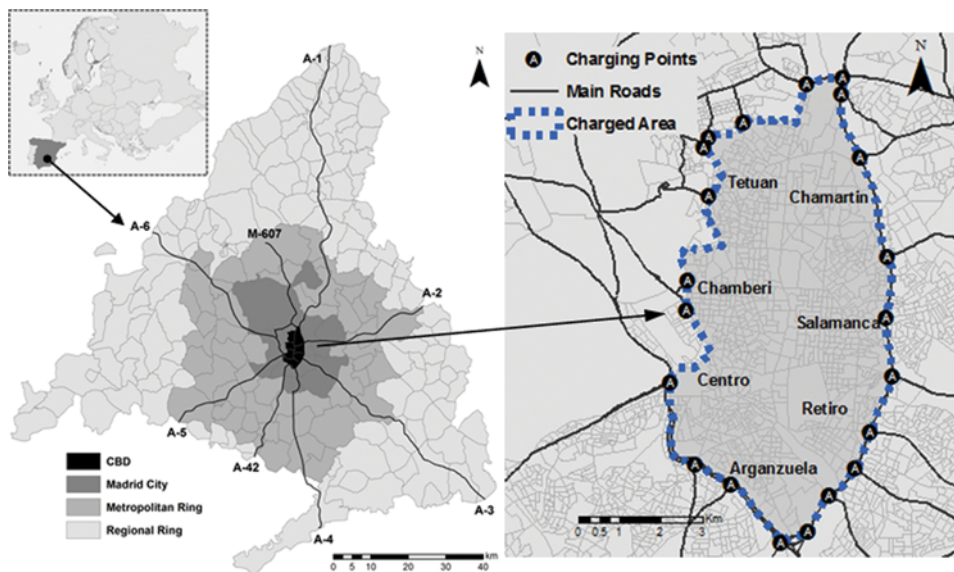 A-1
N
A-6
M-607
A-2
A-5
A-42
A-4
A-3
CBD
Madrid City
Metropolitan Ring
Regional Ring
0 5 10 20 30 40
km
N
A Charging Points
Main Roads
Charged Area
A
A
A
A
A
A
A
Tetuan
A
Chamartin
A
A
Chamberi
A
A
Salamanca
A
Centro
A
A
Retiro
A
Arganzuela
A
A
A
A
A
A
Km
0 0.5 1 2 3